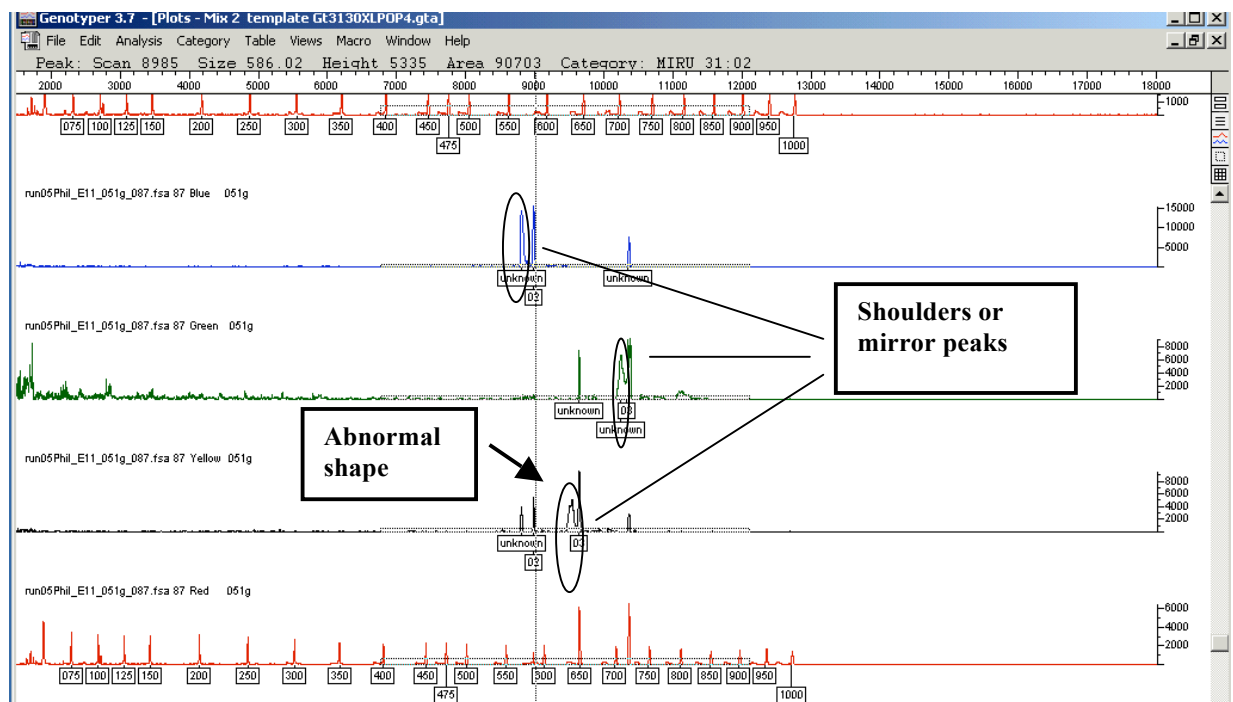 Genotyper 3.7 - [Plots - Mix 2 template Gt3130XLPOP4.gta]
File Edit Analysis Category Table Views Macro Window Help
Peak: Scan 8985 Size 586.02 Height 5335 Area 90703 Category: MIRU 31:02
2000 3000 4000 5000 6000 7000 8000 9000 10000 11000 12000 13000 14000 15000 16000 17000 18000
1000
075 100 125 150 200 250 300 350 400 450 500 550 600 650 700 750 800 850 900 950
475 1000
run05Phil_E11_051g_087.fsa 87 Blue 051g
15000
10000
5000
unknown unknown
02
Shoulders or
mirror peaks
run05Phil_E11_051g_087.fsa 87 Green 051g
8000
6000
4000
2000
unknown 03
unknown
Abnormal
shape
run05Phil_E11_051g_087.fsa 87 Yellow 051g
8000
6000
4000
2000
unknown 03
02
run05Phil_E11_051g_087.fsa 87 Red 051g
6000
4000
2000
075 100 125 150 200 250 300 350 400 450 500 550 600 650 700 750 800 850 900 950
475 1000